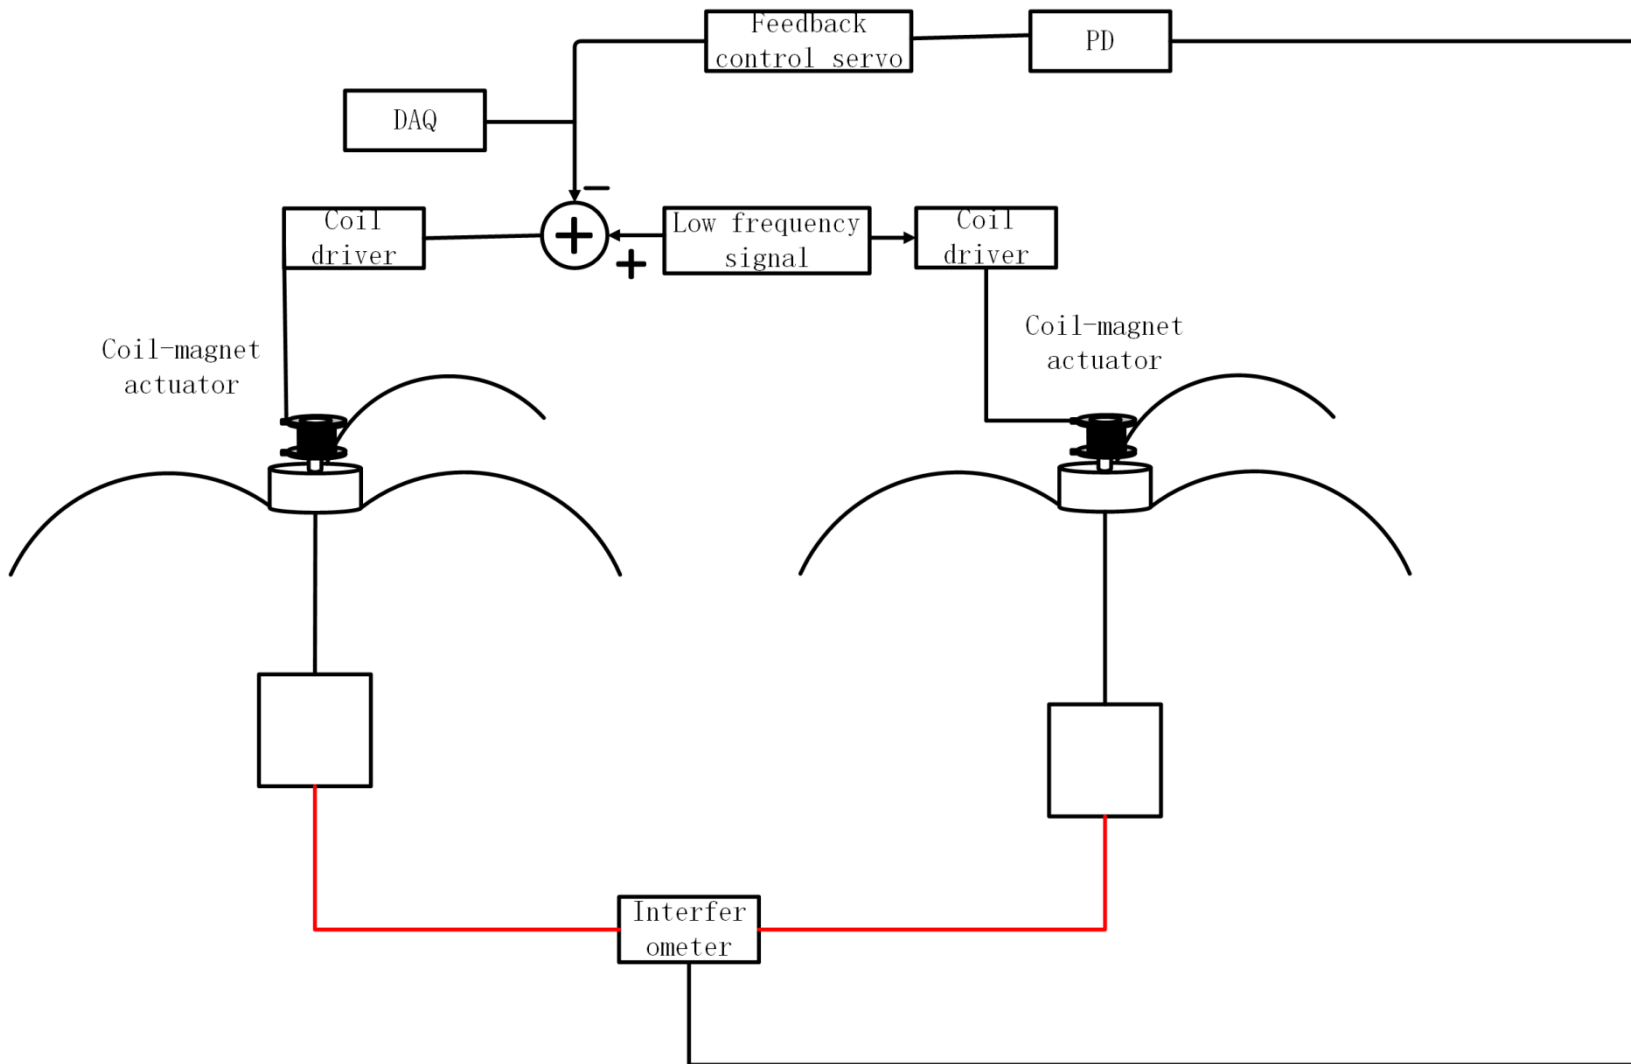 Feedback
control servo
PD
DAQ
−
Coil
driver
+
+
Low frequency
signal
Coil
driver
Coil-magnet
actuator
Coil-magnet
actuator
Interfer
ometer